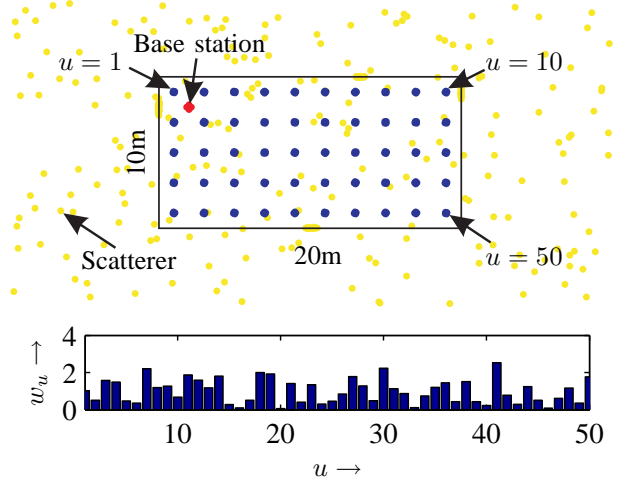 Base station
u = 1
u = 10
10m
Scatterer
20m
u = 50
4
2
0
w_u →
10
20
30
40
50
u →